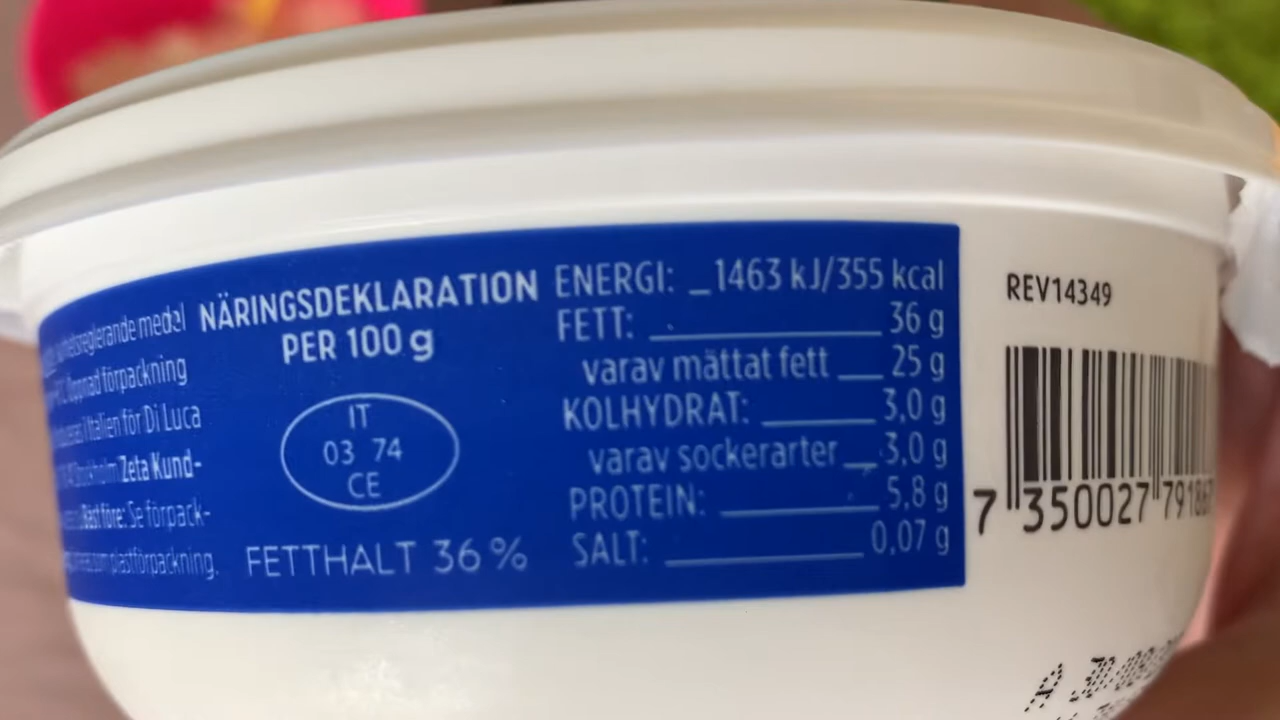 NÄRINGSDEKLARATION
PER 100 g
IT
03 74
CE
FETTHALT 36 %
ENERGI: 1463 kJ/355 kcal
FETT: 36 g
varav mättat fett 25 g
KOLHYDRAT: 3,0 g
varav sockerarter 3,0 g
PROTEIN: 5,8 g
SALT: 0,07 g
medel
öppnad förpackning
i Italien för Di Luca
Zeta Kund-
Bäst före: Se förpack-
plastförpackning.
REV14349
7 350027